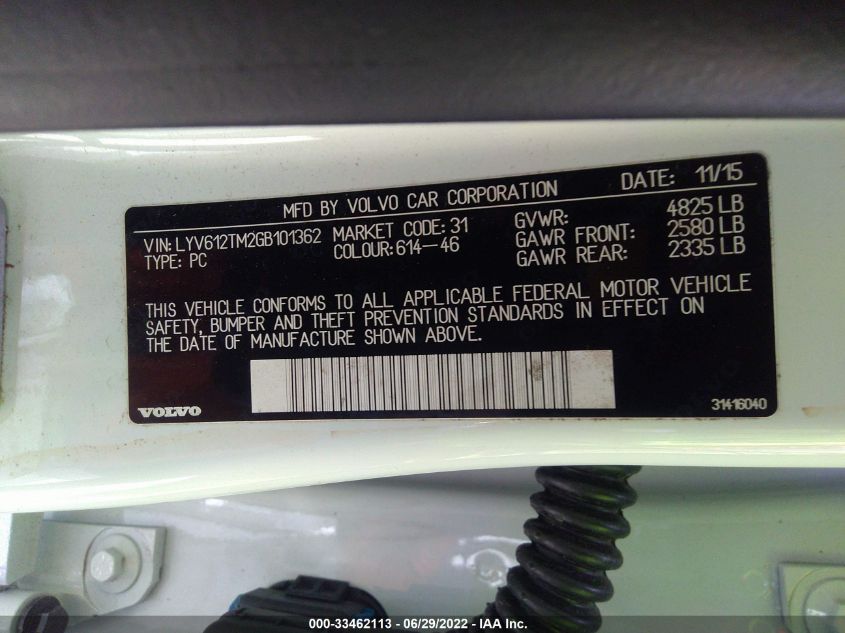 MFD BY VOLVO CAR CORPORATION DATE: 11/15
VIN: LYV612TM2GB101362 MARKET CODE: 31 GVWR: 4825 LB
TYPE: PC COLOUR: 614-46 GAWR FRONT: 2580 LB
GAWR REAR: 2335 LB
THIS VEHICLE CONFORMS TO ALL APPLICABLE FEDERAL MOTOR VEHICLE
SAFETY, BUMPER AND THEFT PREVENTION STANDARDS IN EFFECT ON
THE DATE OF MANUFACTURE SHOWN ABOVE.
VOLVO 31416040
000-33462113 - 06/29/2022 - IAA Inc.